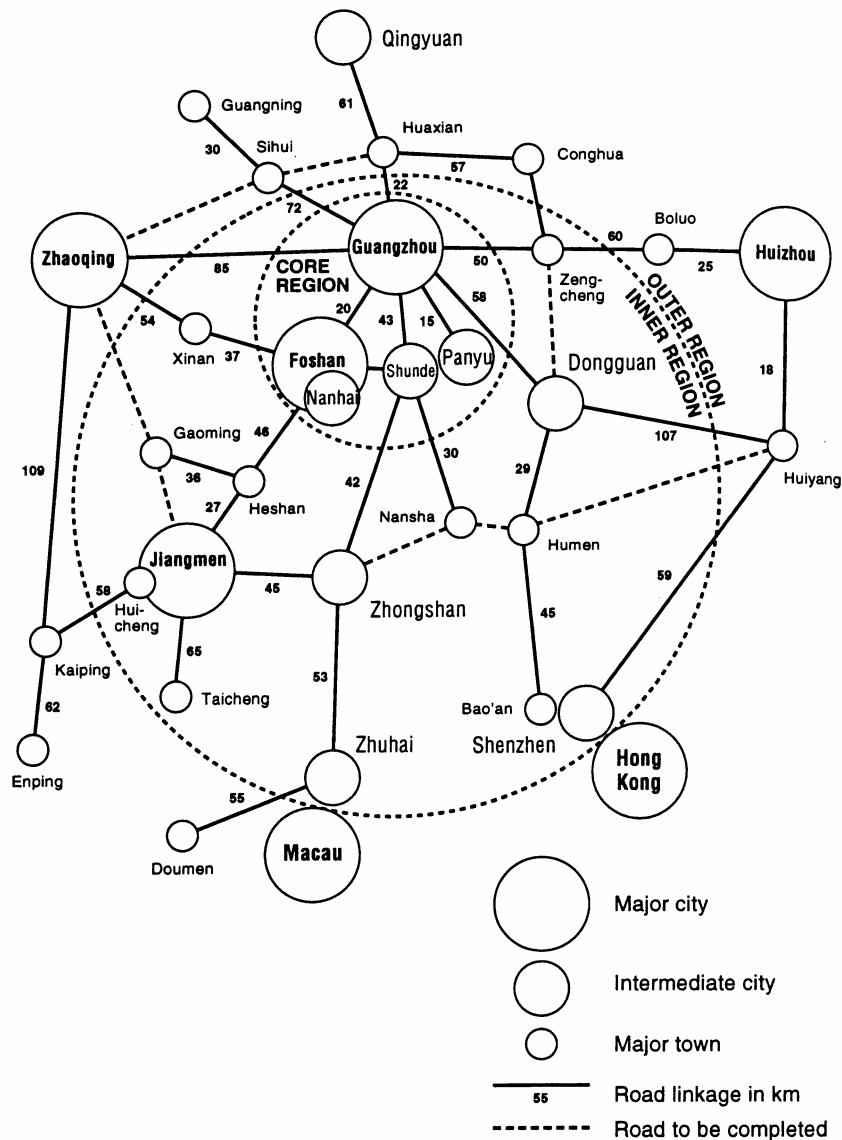 Qingyuan
61
Guangning
Huaxian
30
Sihui
57
Conghua
22
72
Boluo
60
Zhaoqing
Guangzhou
50
Huizhou
85
CORE
REGION
Zeng-
cheng
25
OUTER REGION
INNER REGION
58
20
43
15
54
Xinan
37
Foshan
Shunde
Panyu
Dongguan
Nanhai
18
Gaoming
46
107
109
36
42
30
29
Huiyang
27
Heshan
Nansha
Humen
Jiangmen
58
Hui-
cheng
45
Zhongshan
45
59
Kaiping
65
53
62
Taicheng
Bao'an
Zhuhai
Shenzhen
Enping
Hong
Kong
55
Doumen
Macau
Major city
Intermediate city
Major town
55
Road linkage in km
Road to be completed